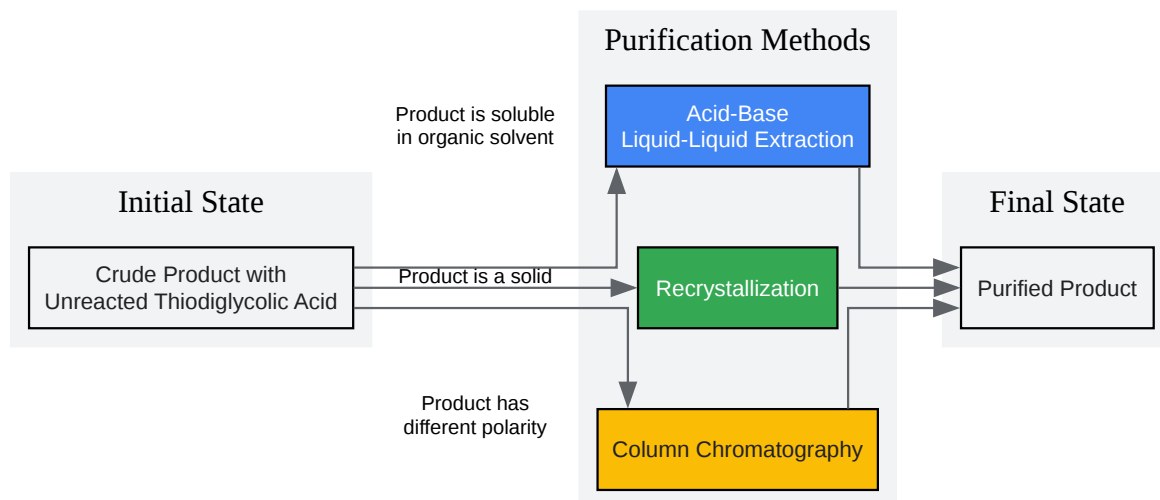 Purification Methods
Product is soluble
in organic solvent
Acid-Base
Liquid-Liquid Extraction
Initial State
Final State
Crude Product with
Unreacted Thiodiglycolic Acid
Product is a solid
Recrystallization
Purified Product
Product has
different polarity
Column Chromatography